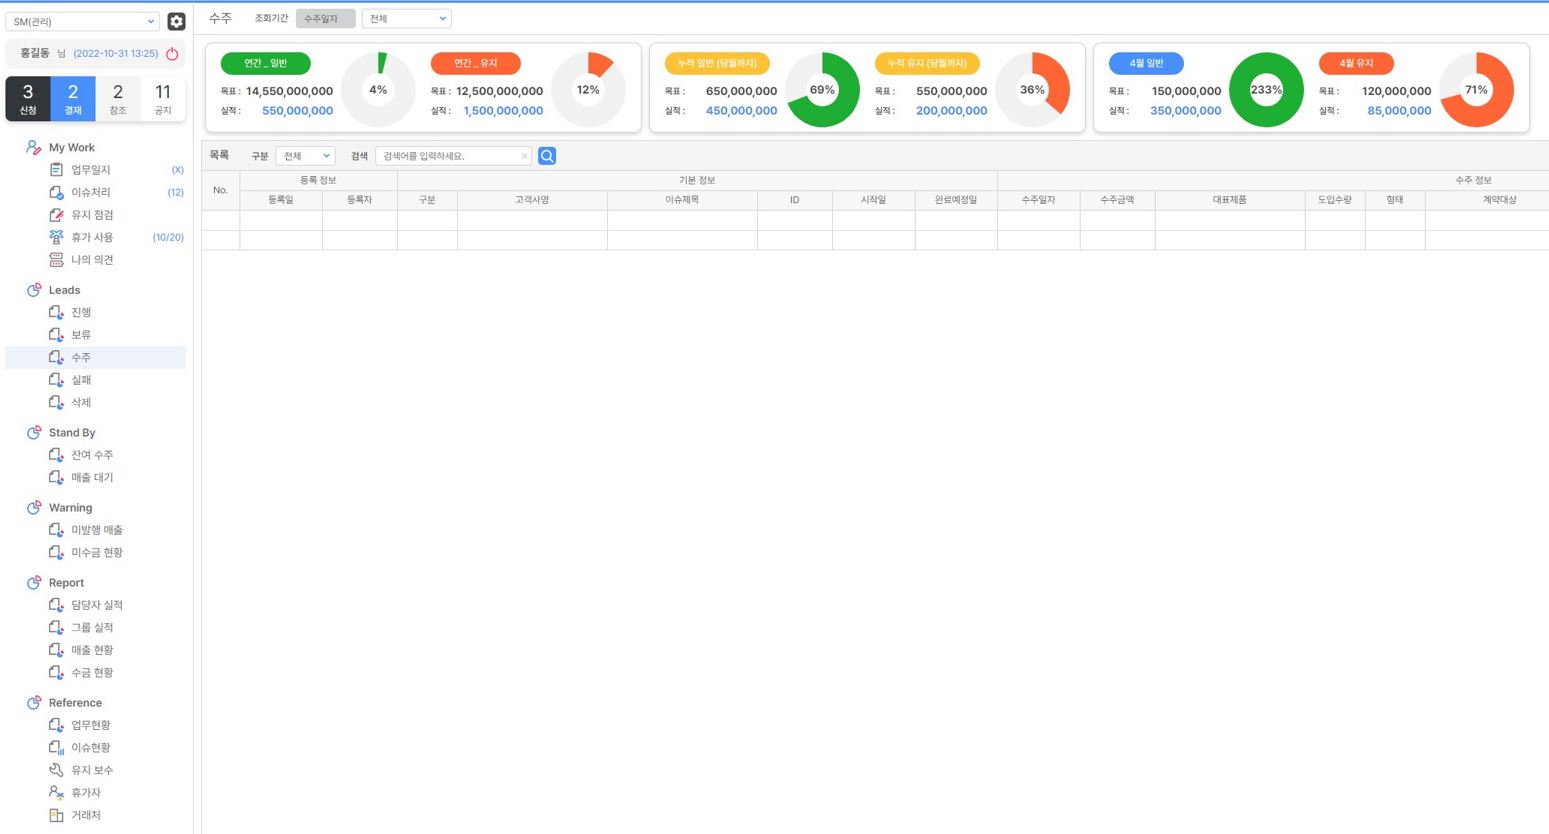 SM(관리)
홍길동 님 (2022-10-31 13:25)
3 신청
2 결재
2 참조
11 공지
My Work
업무일지 (X)
이슈처리 (12)
유지 점검
휴가 사용 (10/20)
나의 의견
Leads
진행
보류
수주
실패
삭제
Stand By
잔여 수주
매출 대기
Warning
미발행 매출
미수금 현황
Report
담당자 실적
그룹 실적
매출 현황
수금 현황
Reference
업무현황
이슈현황
유지 보수
휴가자
거래처
수주 조회기간 수주일자 전체
연간 _ 일반
목표 : 14,550,000,000
실적 : 550,000,000
4%
연간 _ 유지
목표 : 12,500,000,000
실적 : 1,500,000,000
12%
누적 일반 (당월까지)
목표 : 650,000,000
실적 : 450,000,000
69%
누적 유지 (당월까지)
목표 : 550,000,000
실적 : 200,000,000
36%
4월 일반
목표 : 150,000,000
실적 : 350,000,000
233%
4월 유지
목표 : 120,000,000
실적 : 85,000,000
71%
목록 구분 전체 검색 검색어를 입력하세요.
No. 등록 정보 기본 정보 수주 정보
등록일 등록자 구분 고객사명 이슈제목 ID 시작일 완료예정일 수주일자 수주금액 대표제품 도입수량 형태 계약대상